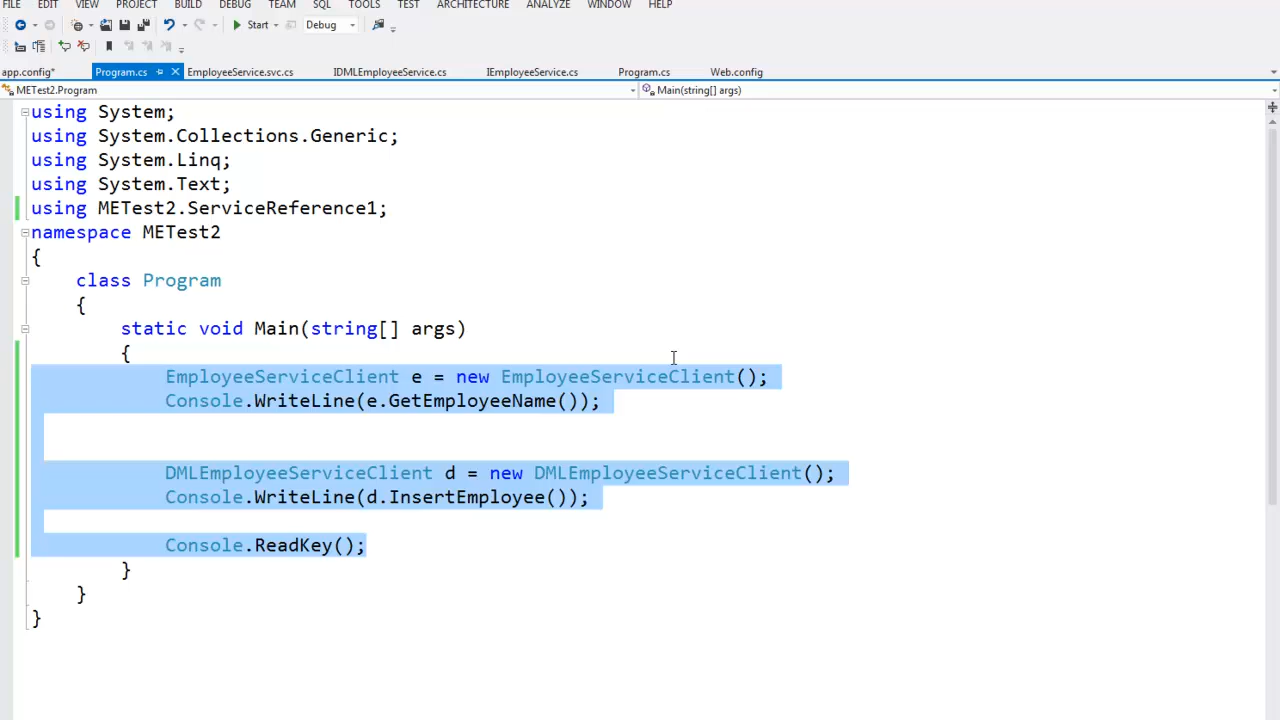 FILE EDIT VIEW PROJECT BUILD DEBUG TEAM SQL TOOLS TEST ARCHITECTURE ANALYZE WINDOW HELP
Start Debug
app.config* Program.cs EmployeeService.svc.cs IDMLEmployeeService.cs IEmployeeService.cs Program.cs Web.config
METest2.Program Main(string[] args)
using System;
using System.Collections.Generic;
using System.Linq;
using System.Text;
using METest2.ServiceReference1;
namespace METest2
{
class Program
{
static void Main(string[] args)
{
EmployeeServiceClient e = new EmployeeServiceClient();
Console.WriteLine(e.GetEmployeeName());
DMLEmployeeServiceClient d = new DMLEmployeeServiceClient();
Console.WriteLine(d.InsertEmployee());
Console.ReadKey();
}
}
}